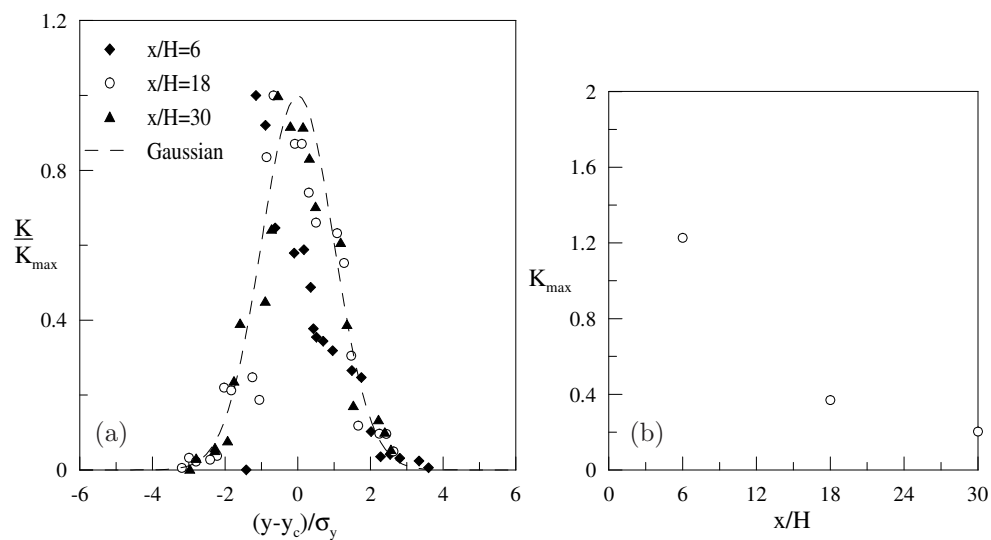 1.2
x/H=6
x/H=18
x/H=30
Gaussian
0.8
K
K_max
0.4
(a)
0
-6 -4 -2 0 2 4 6
(y-y_c)/σ_y
2
1.6
1.2
K_max
0.8
0.4
(b)
0
0 6 12 18 24 30
x/H